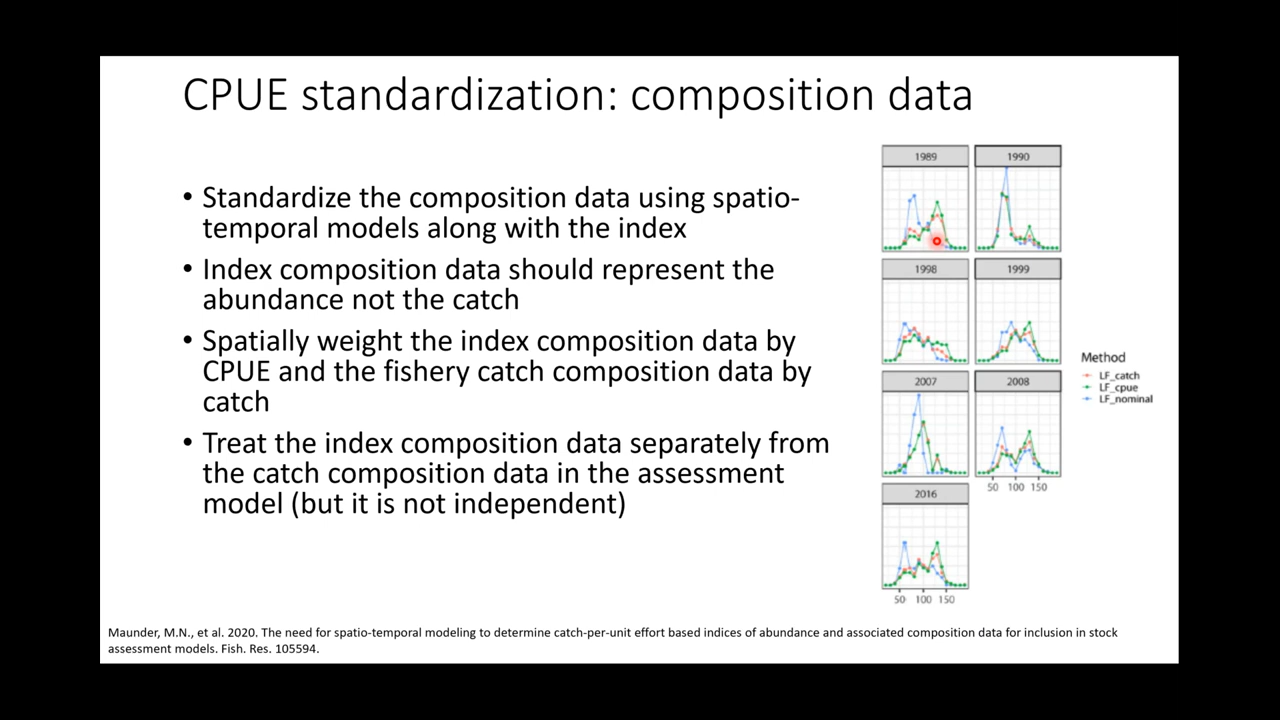 CPUE standardization: composition data
• Standardize the composition data using spatio-
temporal models along with the index
• Index composition data should represent the
abundance not the catch
• Spatially weight the index composition data by
CPUE and the fishery catch composition data by
catch
• Treat the index composition data separately from
the catch composition data in the assessment
model (but it is not independent)
1989 1990
1998 1999
2007 2008
50 100 150
2016
50 100 150
Method
LF_catch
LF_cpue
LF_nominal
Maunder, M.N., et al. 2020. The need for spatio-temporal modeling to determine catch-per-unit effort based indices of abundance and associated composition data for inclusion in stock
assessment models. Fish. Res. 105594.